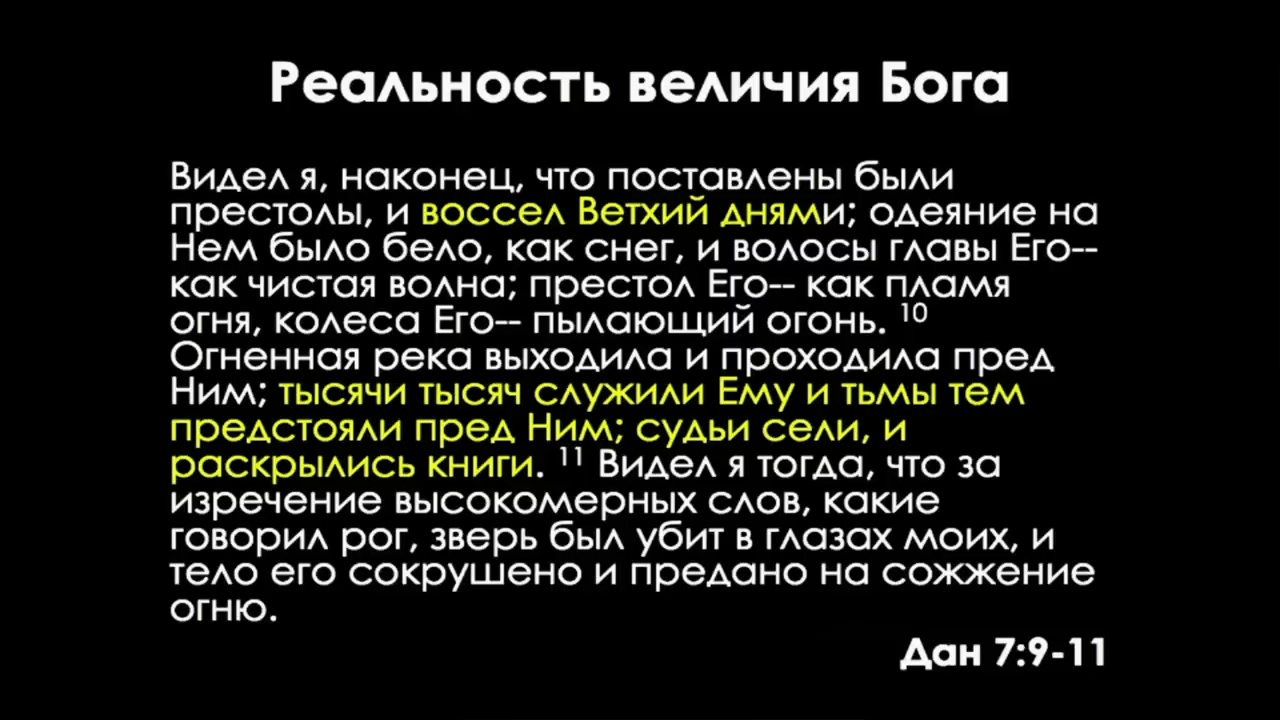 Реальность величия Бога
Видел я, наконец, что поставлены были
престолы, и воссел Ветхий днями; одеяние на
Нем было бело, как снег, и волосы главы Его--
как чистая волна; престол Его-- как пламя
огня, колеса Его-- пылающий огонь. 10
Огненная река выходила и проходила пред
Ним; тысячи тысяч служили Ему и тьмы тем
предстояли пред Ним; судьи сели, и
раскрылись книги. 11 Видел я тогда, что за
изречение высокомерных слов, какие
говорил рог, зверь был убит в глазах моих, и
тело его сокрушено и предано на сожжение
огню.
Дан 7:9-11